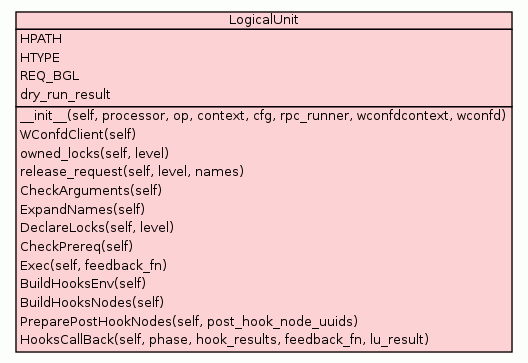 LogicalUnit
HPATH
HTYPE
REQ_BGL
dry_run_result
__init__(self, processor, op, context, cfg, rpc_runner, wconfdcontext, wconfd)
WConfdClient(self)
owned_locks(self, level)
release_request(self, level, names)
CheckArguments(self)
ExpandNames(self)
DeclareLocks(self, level)
CheckPrereq(self)
Exec(self, feedback_fn)
BuildHooksEnv(self)
BuildHooksNodes(self)
PreparePostHookNodes(self, post_hook_node_uuids)
HooksCallBack(self, phase, hook_results, feedback_fn, lu_result)